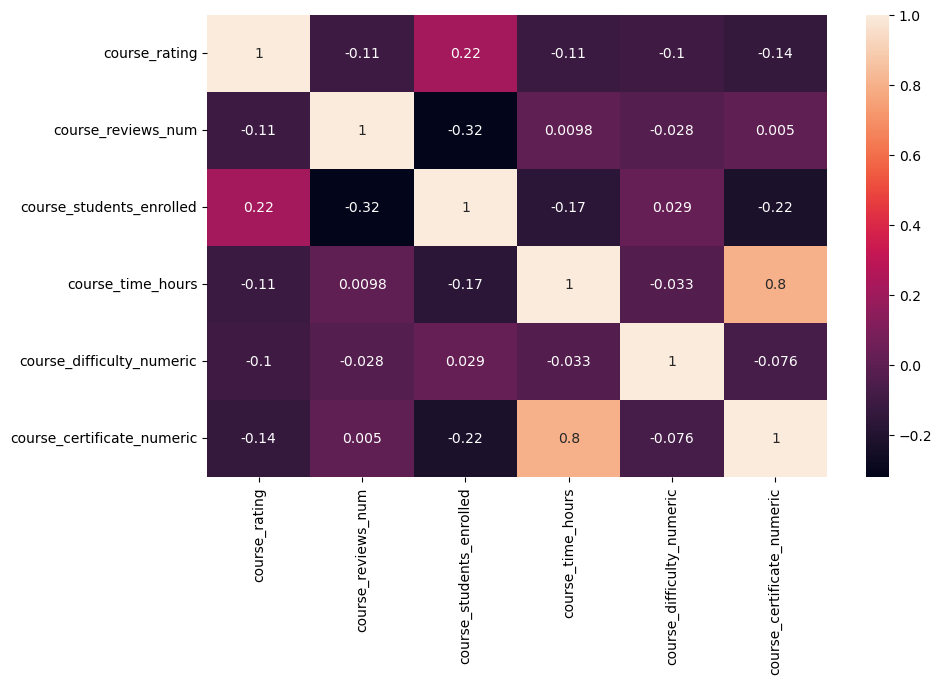 course_rating
1 -0.11 0.22 -0.11 -0.1 -0.14
course_reviews_num
-0.11 1 -0.32 0.0098 -0.028 0.005
course_students_enrolled
0.22 -0.32 1 -0.17 0.029 -0.22
course_time_hours
-0.11 0.0098 -0.17 1 -0.033 0.8
course_difficulty_numeric
-0.1 -0.028 0.029 -0.033 1 -0.076
course_certificate_numeric
-0.14 0.005 -0.22 0.8 -0.076 1
course_rating
course_reviews_num
course_students_enrolled
course_time_hours
course_difficulty_numeric
course_certificate_numeric
1.0
0.8
0.6
0.4
0.2
0.0
−0.2